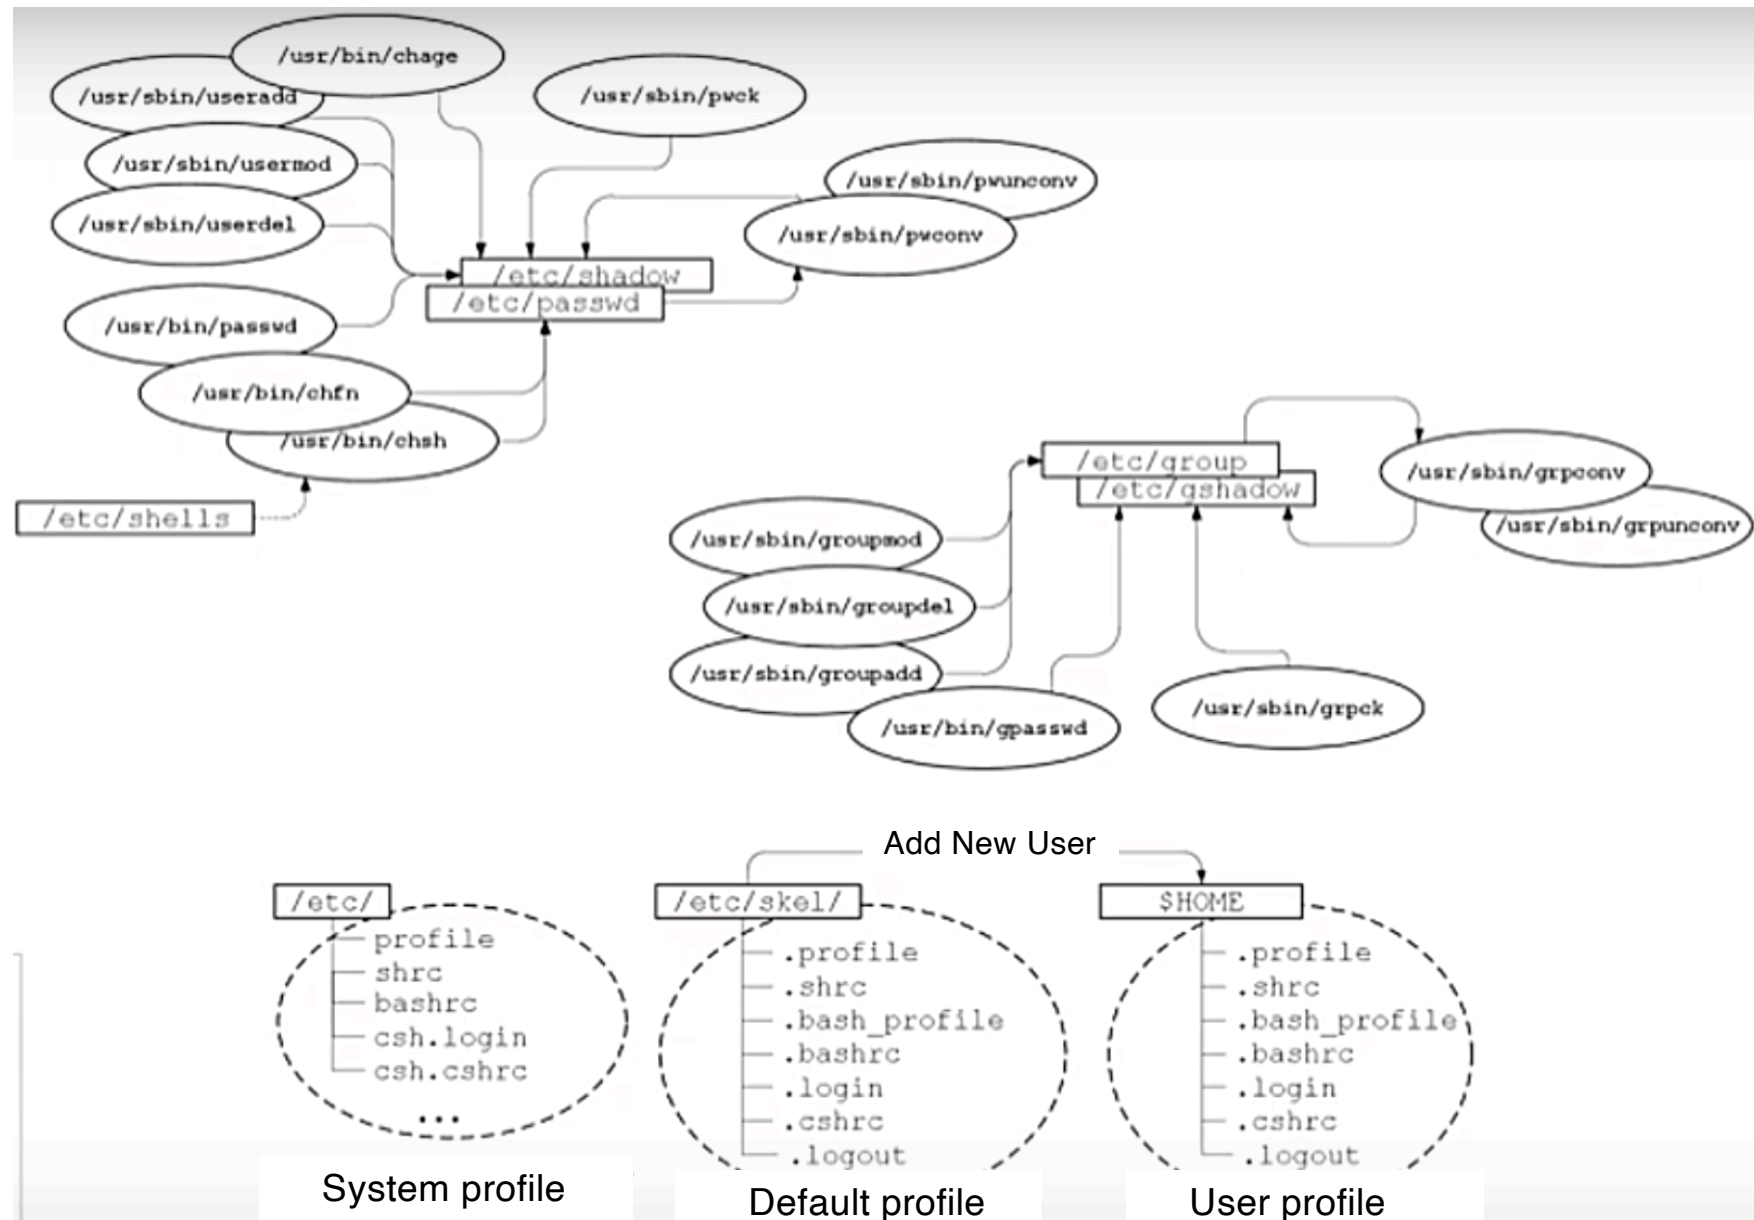 /usr/bin/chage
/usr/sbin/useradd
/usr/sbin/pwck
/usr/sbin/usermod
/usr/sbin/pwunconv
/usr/sbin/userdel
/usr/sbin/pwconv
/etc/shadow
/etc/passwd
/usr/bin/passwd
/usr/bin/chfn
/usr/bin/chsh
/etc/shells
/etc/group
/etc/gshadow
/usr/sbin/grpconv
/usr/sbin/grpunconv
/usr/sbin/groupmod
/usr/sbin/groupdel
/usr/sbin/groupadd
/usr/bin/gpasswd
/usr/sbin/grpck
Add New User
/etc/
profile
shrc
bashrc
csh.login
csh.cshrc
...
System profile
/etc/skel/
.profile
.shrc
.bash_profile
.bashrc
.login
.cshrc
.logout
Default profile
$HOME
.profile
.shrc
.bash_profile
.bashrc
.login
.cshrc
.logout
User profile